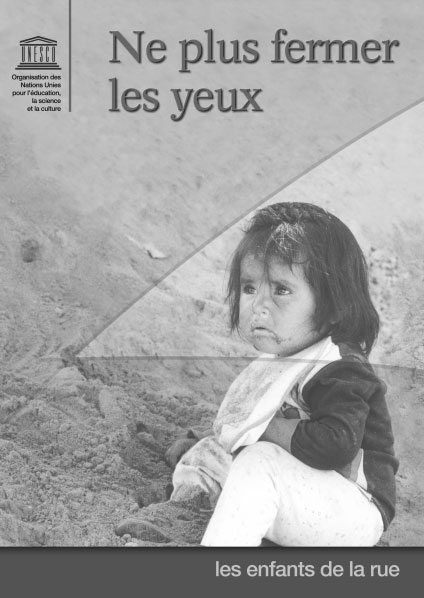 UNESCO
Organisation des
Nations Unies
pour l'éducation,
la science
et la culture
Ne plus fermer
les yeux
les enfants de la rue